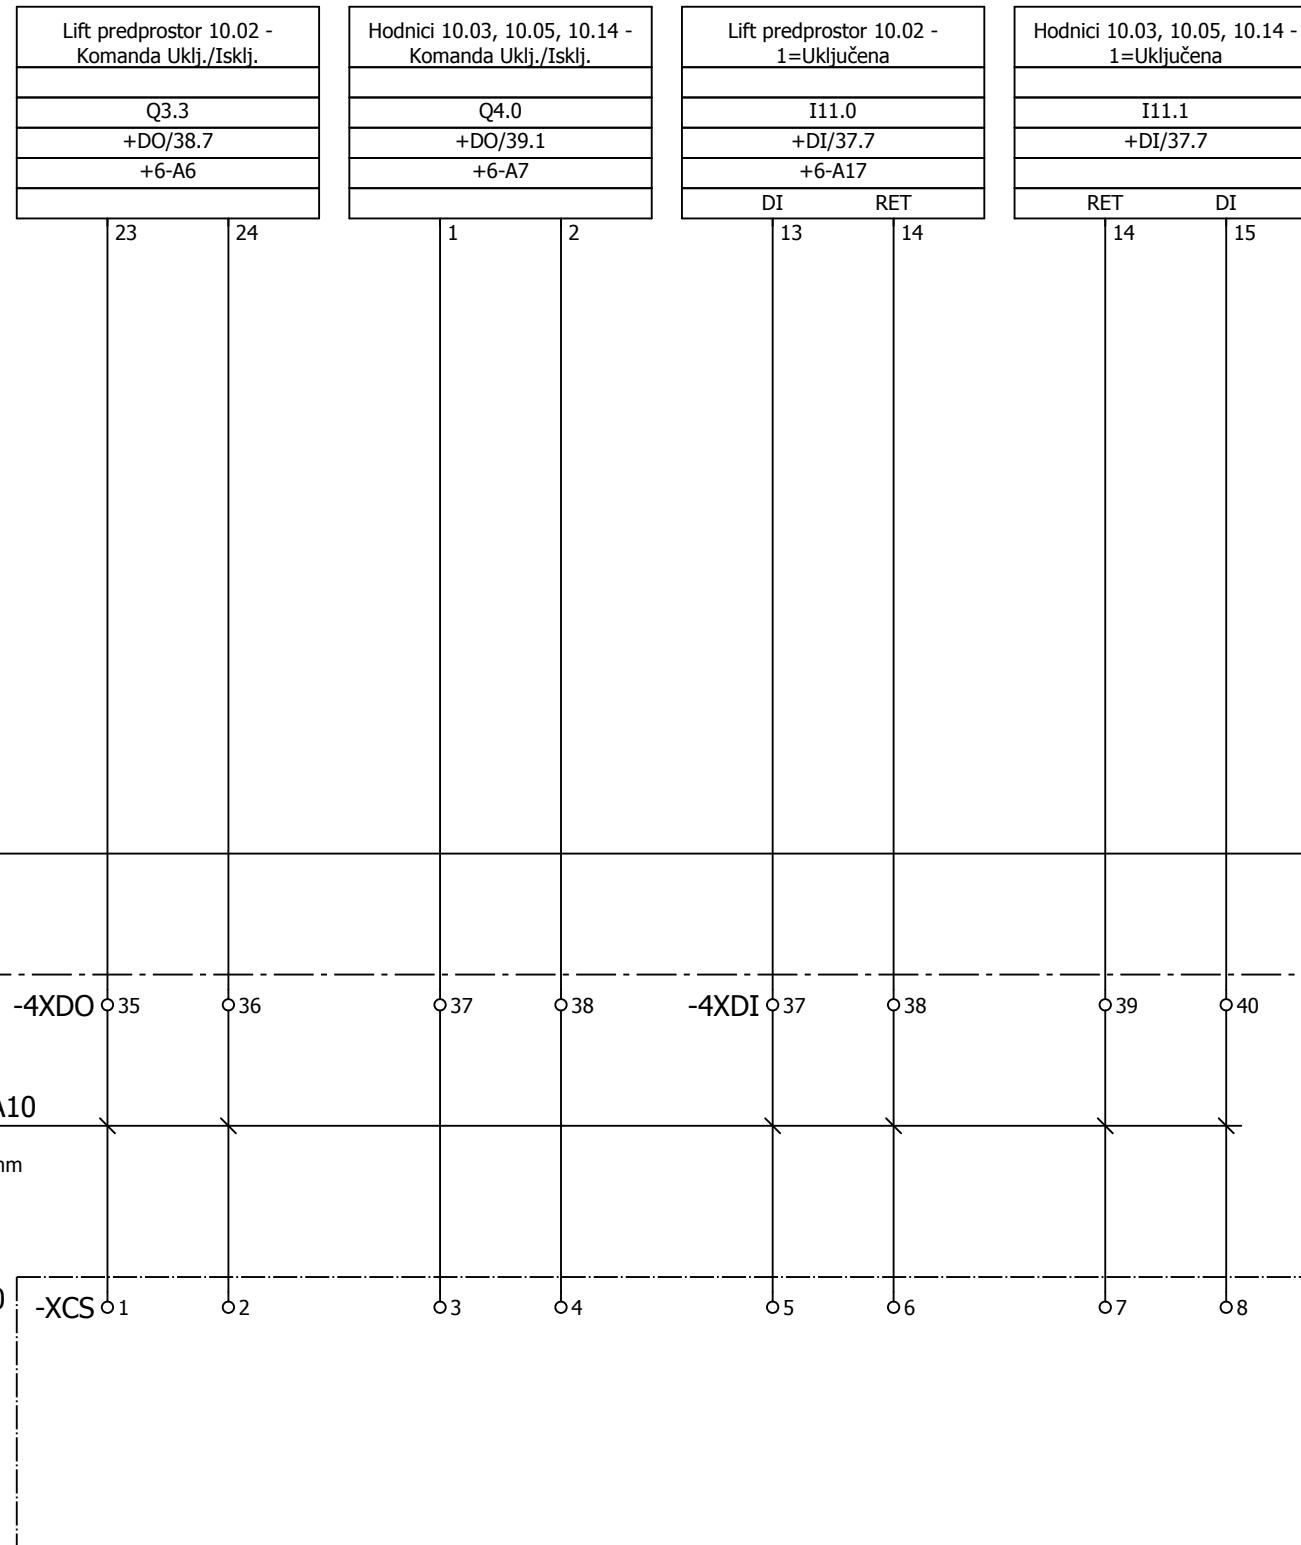 Lift predprostor 10.02 -
Komanda Uklj./Isklj.
Q3.3
+DO/38.7
+6-A6
23 24
Hodnici 10.03, 10.05, 10.14 -
Komanda Uklj./Isklj.
Q4.0
+DO/39.1
+6-A7
1 2
Lift predprostor 10.02 -
1=Uključena
I11.0
+DI/37.7
+6-A17
DI RET
13 14
Hodnici 10.03, 10.05, 10.14 -
1=Uključena
I11.1
+DI/37.7
RET DI
14 15
-4XDO 35 36 37 38 -4XDI 37 38 39 40
A10
mm
0 -XCS 1 2 3 4 5 6 7 8